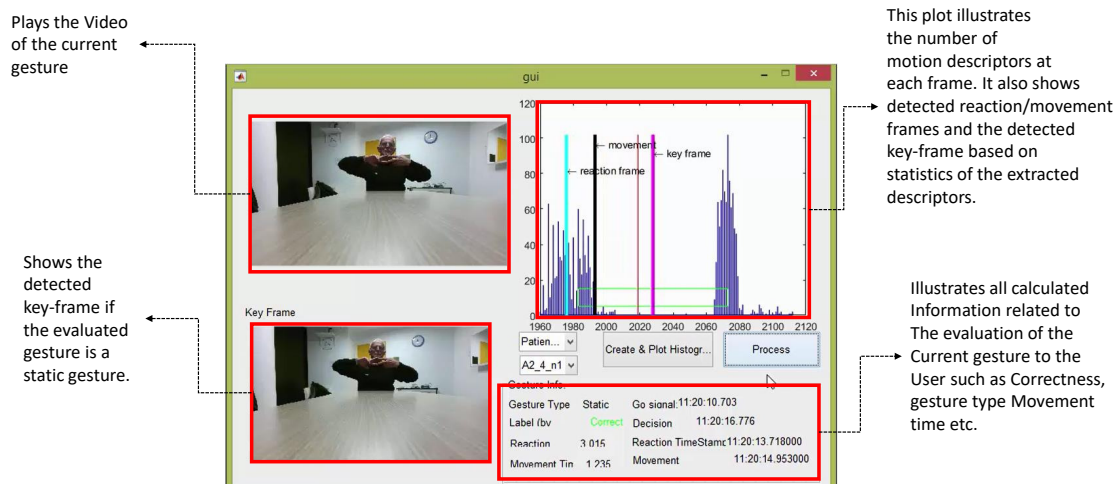 Plays the Video
of the current
gesture
Shows the
detected
key-frame if
the evaluated
gesture is a
static gesture.
gui
120
100
80
60
40
20
0
← movement
← key frame
← reaction frame
1960 1980 2000 2020 2040 2060 2080 2100 2120
Key Frame
Patien...
A2_4_n1
Create & Plot Histogr...
Process
Gesture Info.
Gesture Type Static Go signal: 11:20:10.703
Label (by Correct Decision 11:20:16.776
Reaction 3.015 Reaction TimeStamp 11:20:13.718000
Movement Tim 1.235 Movement 11:20:14.953000
This plot illustrates
the number of
motion descriptors at
each frame. It also shows
detected reaction/movement
frames and the detected
key-frame based on
statistics of the extracted
descriptors.
Illustrates all calculated
Information related to
The evaluation of the
Current gesture to the
User such as Correctness,
gesture type Movement
time etc.